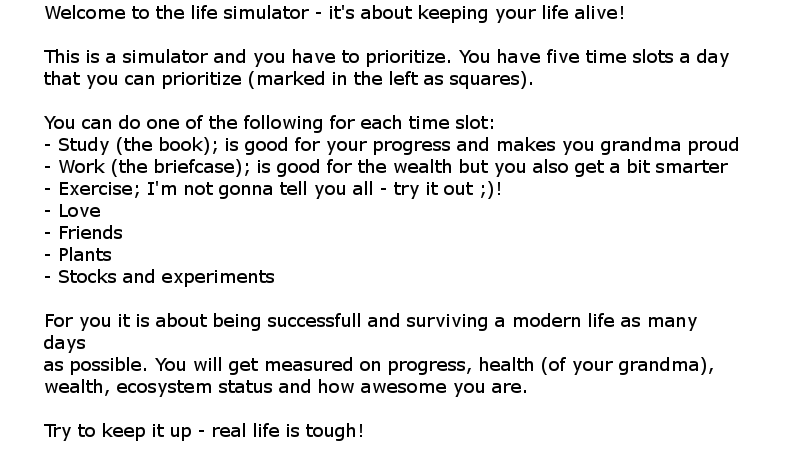 Welcome to the life simulator - it's about keeping your life alive!
This is a simulator and you have to prioritize. You have five time slots a day
that you can prioritize (marked in the left as squares).
You can do one of the following for each time slot:
- Study (the book); is good for your progress and makes you grandma proud
- Work (the briefcase); is good for the wealth but you also get a bit smarter
- Exercise; I'm not gonna tell you all - try it out ;)!
- Love
- Friends
- Plants
- Stocks and experiments
For you it is about being successfull and surviving a modern life as many
days
as possible. You will get measured on progress, health (of your grandma),
wealth, ecosystem status and how awesome you are.
Try to keep it up - real life is tough!